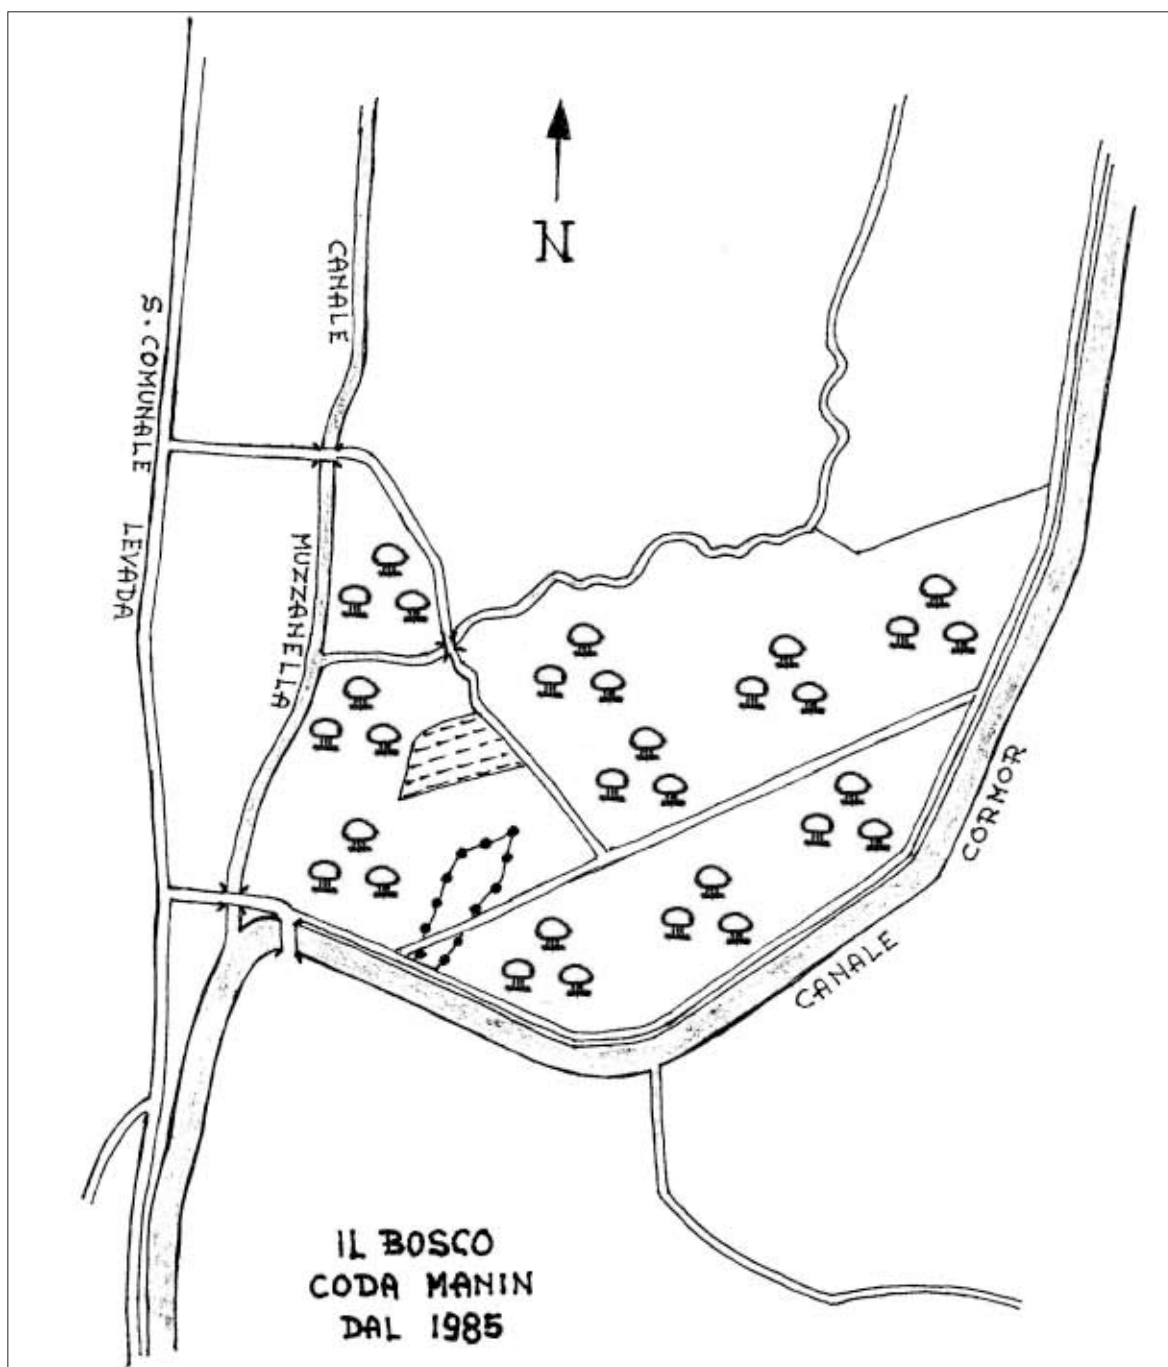 N
CANALE
MUZZANELLA
S. COMUNALE LEVADA
CANALE CORMOR
IL BOSCO
CODA MANIN
DAL 1985